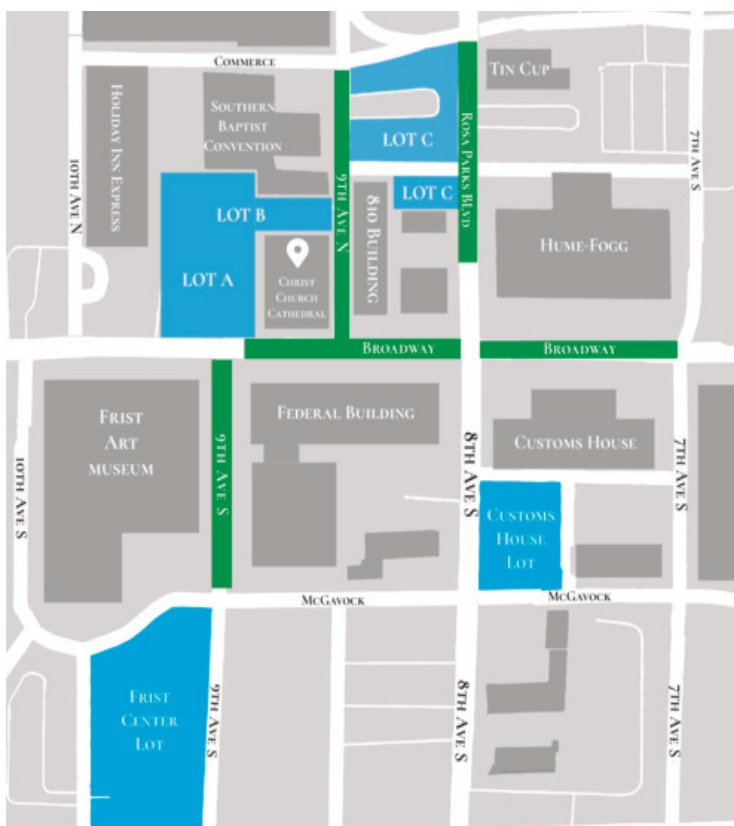 Commerce
Tin Cup
Holiday Inn Express
Southern
Baptist
Convention
LOT C
Rosa Parks Blvd
7th Ave S
10th Ave N
9th Ave N
LOT B
LOT C
810 Building
Hume-Fogg
LOT A
Christ
Church
Cathedral
Broadway
Broadway
Frist
Art
museum
Federal Building
Customs House
10th Ave S
9th Ave S
8th Ave S
7th Ave S
Customs
House
Lot
McGavock
McGavock
Frist
Center
Lot
9th Ave S
8th Ave S
7th Ave S